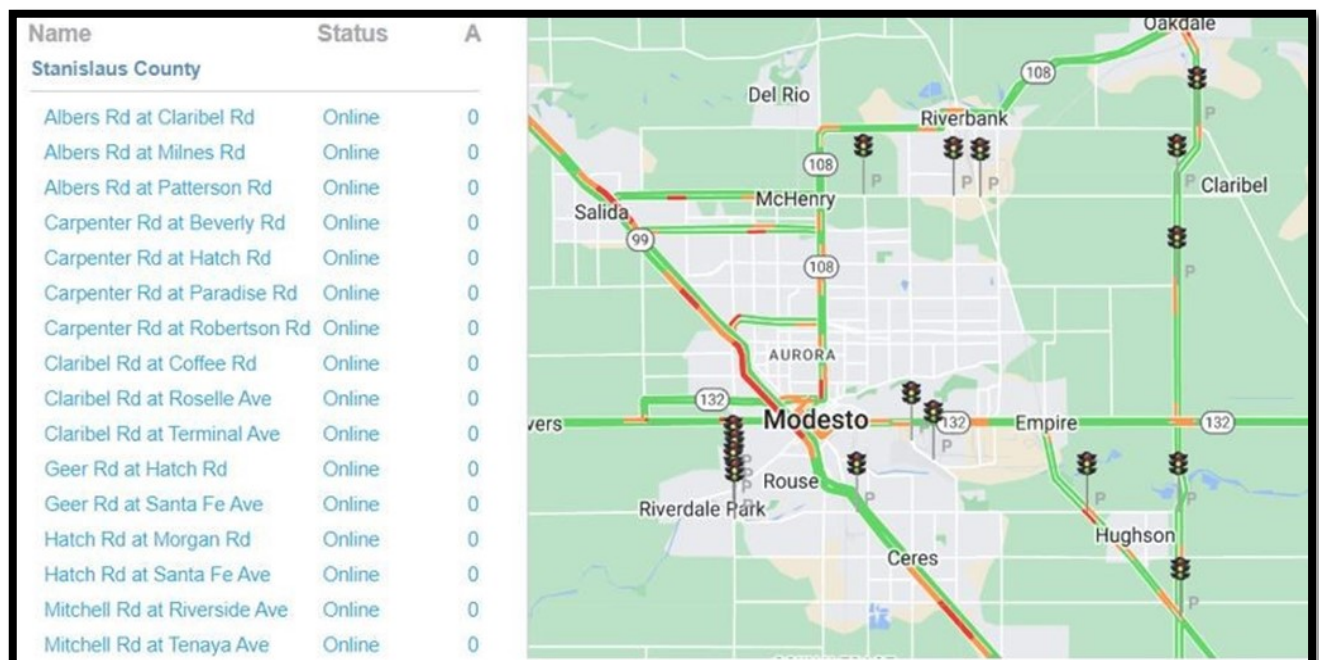 Name Status A
Stanislaus County
Albers Rd at Claribel Rd Online 0
Albers Rd at Milnes Rd Online 0
Albers Rd at Patterson Rd Online 0
Carpenter Rd at Beverly Rd Online 0
Carpenter Rd at Hatch Rd Online 0
Carpenter Rd at Paradise Rd Online 0
Carpenter Rd at Robertson Rd Online 0
Claribel Rd at Coffee Rd Online 0
Claribel Rd at Roselle Ave Online 0
Claribel Rd at Terminal Ave Online 0
Geer Rd at Hatch Rd Online 0
Geer Rd at Santa Fe Ave Online 0
Hatch Rd at Morgan Rd Online 0
Hatch Rd at Santa Fe Ave Online 0
Mitchell Rd at Riverside Ave Online 0
Mitchell Rd at Tenaya Ave Online 0
Oakdale
108
Del Rio
P
Riverbank
108
P
P P
P
Claribel
McHenry
Salida
99
108
P
AURORA
132
vers
Modesto
P
132
Empire
132
P
P
P
P
P
Rouse
P
P
P
Riverdale Park
P
Hughson
Ceres
P